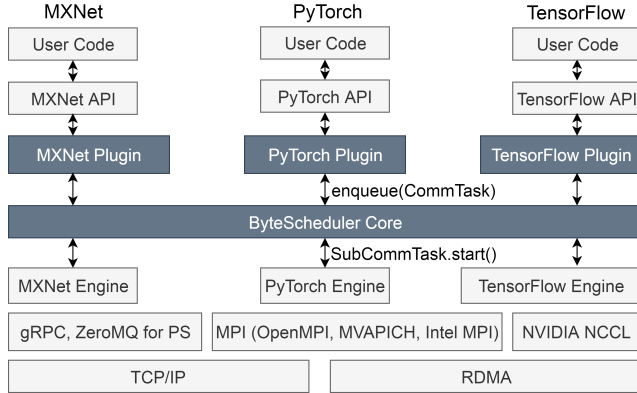 MXNet PyTorch TensorFlow
User Code User Code User Code
MXNet API PyTorch API TensorFlow API
MXNet Plugin PyTorch Plugin TensorFlow Plugin
enqueue(CommTask)
ByteScheduler Core
SubCommTask.start()
MXNet Engine PyTorch Engine TensorFlow Engine
gRPC, ZeroMQ for PS MPI (OpenMPI, MVAPICH, Intel MPI) NVIDIA NCCL
TCP/IP RDMA